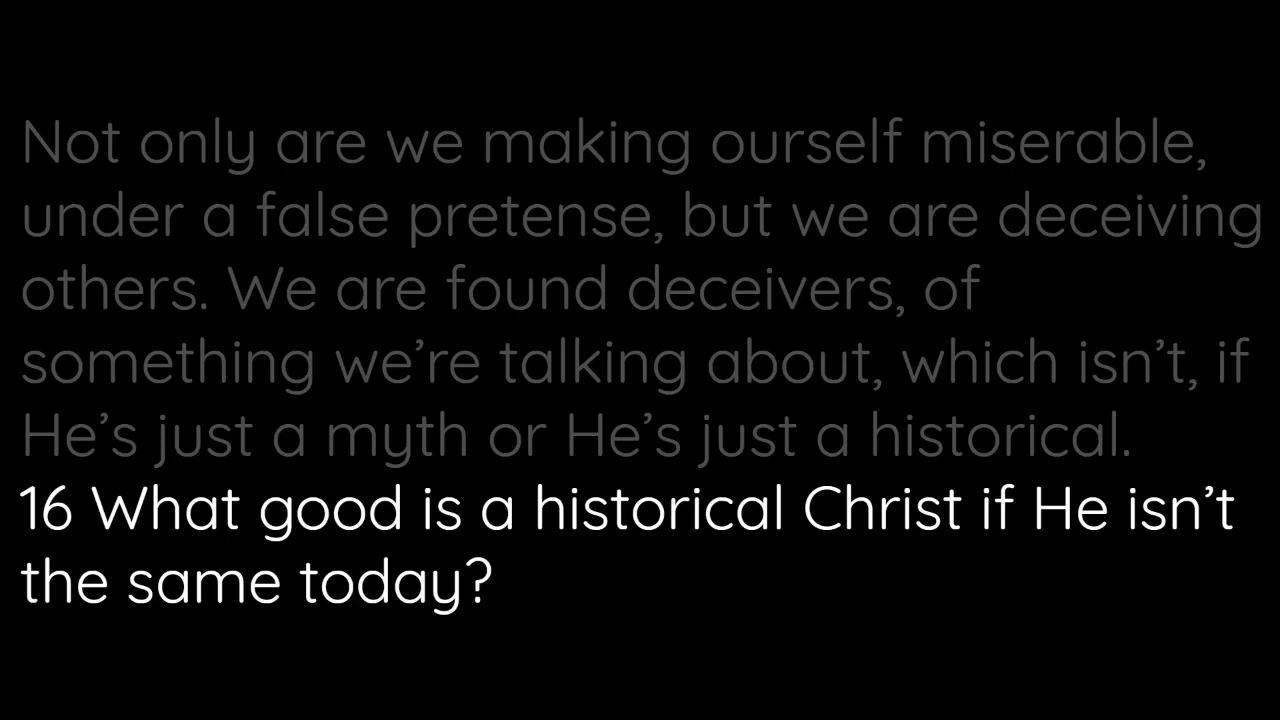 Not only are we making ourself miserable,
under a false pretense, but we are deceiving
others. We are found deceivers, of
something we’re talking about, which isn’t, if
He’s just a myth or He’s just a historical.
16 What good is a historical Christ if He isn’t
the same today?